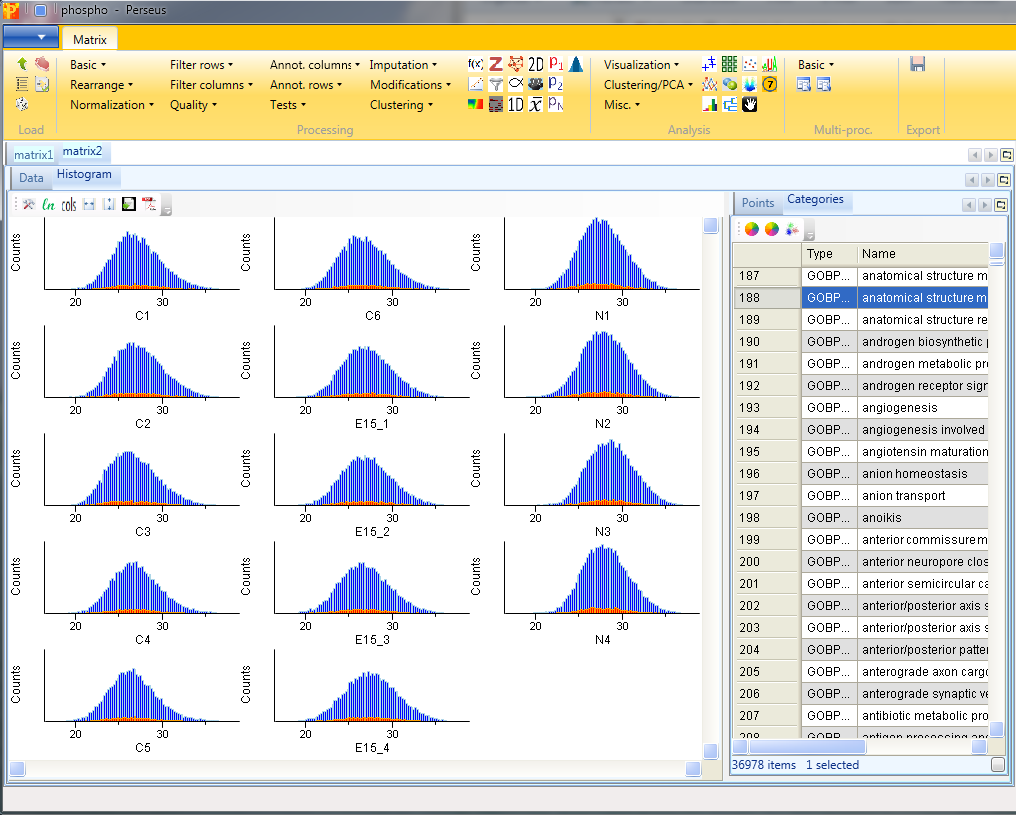 phospho - Perseus
Matrix
Basic Filter rows Annot. columns Imputation f(x) Z 2D P1 Visualization Basic
Rearrange Filter columns Annot. rows Modifications P2 Clustering/PCA ?
Normalization Quality Tests Clustering 1D x PN Misc.
Load Processing Analysis Multi-proc. Export
matrix1 matrix2
Data Histogram
ln cols
Counts 20 30 C1
Counts 20 30 C6
Counts 20 30 N1
Counts 20 30 C2
Counts 20 30 E15_1
Counts 20 30 N2
Counts 20 30 C3
Counts 20 30 E15_2
Counts 20 30 N3
Counts 20 30 C4
Counts 20 30 E15_3
Counts 20 30 N4
Counts 20 30 C5
Counts 20 30 E15_4
Points Categories
Type Name
187 GOBP... anatomical structure m
188 GOBP... anatomical structure m
189 GOBP... anatomical structure re
190 GOBP... androgen biosynthetic
191 GOBP... androgen metabolic pr
192 GOBP... androgen receptor sign
193 GOBP... angiogenesis
194 GOBP... angiogenesis involved
195 GOBP... angiotensin maturation
196 GOBP... anion homeostasis
197 GOBP... anion transport
198 GOBP... anoikis
199 GOBP... anterior commissure m
200 GOBP... anterior neuropore clos
201 GOBP... anterior semicircular ca
202 GOBP... anterior/posterior axis s
203 GOBP... anterior/posterior axis s
204 GOBP... anterior/posterior patter
205 GOBP... anterograde axon carg
206 GOBP... anterograde synaptic ve
207 GOBP... antibiotic metabolic pro
208 GOBP... antigen processing an
36978 items 1 selected